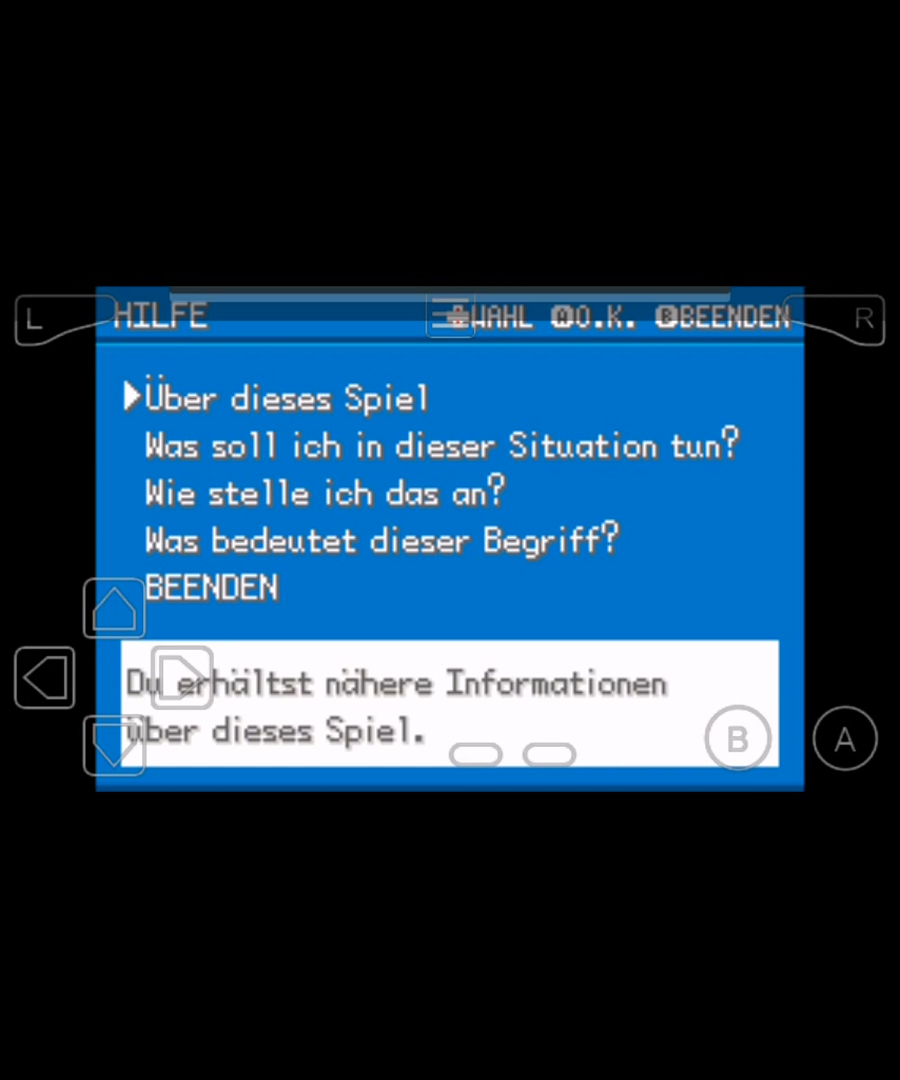 L
HILFE WAHL A O.K. B BEENDEN
R
Über dieses Spiel
Was soll ich in dieser Situation tun?
Wie stelle ich das an?
Was bedeutet dieser Begriff?
BEENDEN
Du erhältst nähere Informationen
über dieses Spiel.
B
A